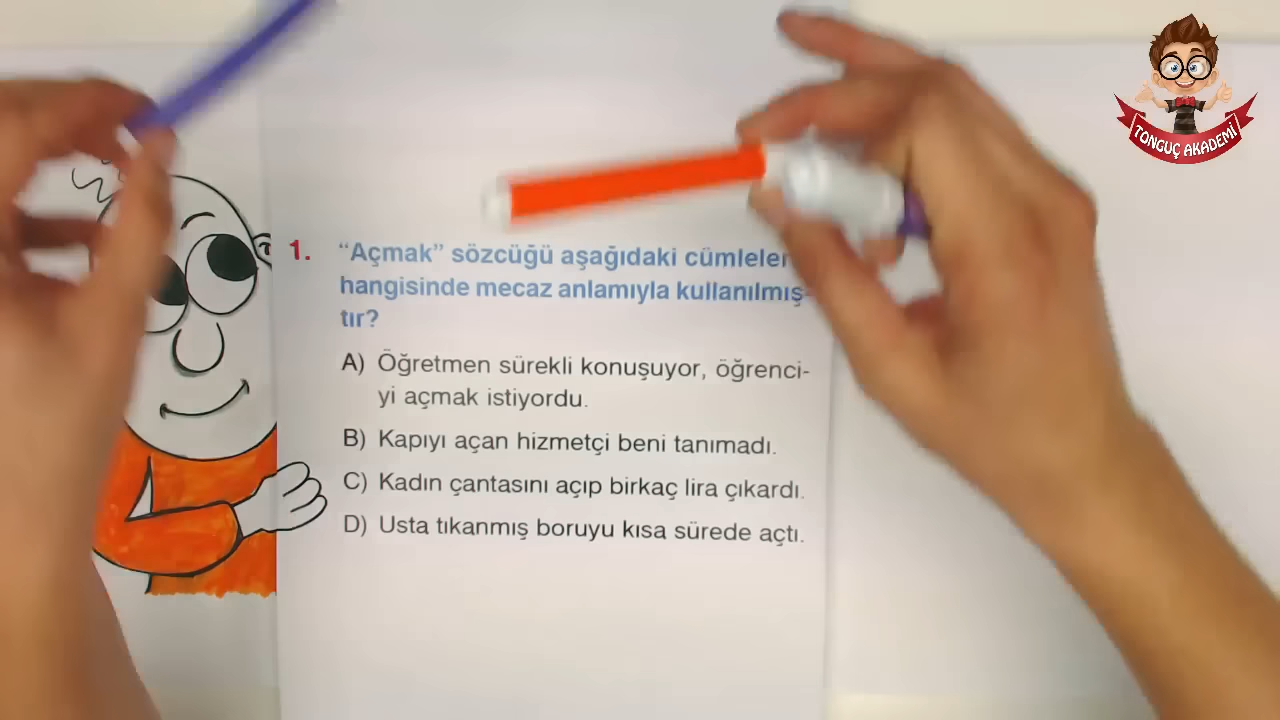 TONGUÇ AKADEMİ
1. "Açmak" sözcüğü aşağıdaki cümleler
hangisinde mecaz anlamıyla kullanılmış-
tır?
A) Öğretmen sürekli konuşuyor, öğrenci-
yi açmak istiyordu.
B) Kapıyı açan hizmetçi beni tanımadı.
C) Kadın çantasını açıp birkaç lira çıkardı.
D) Usta tıkanmış boruyu kısa sürede açtı.